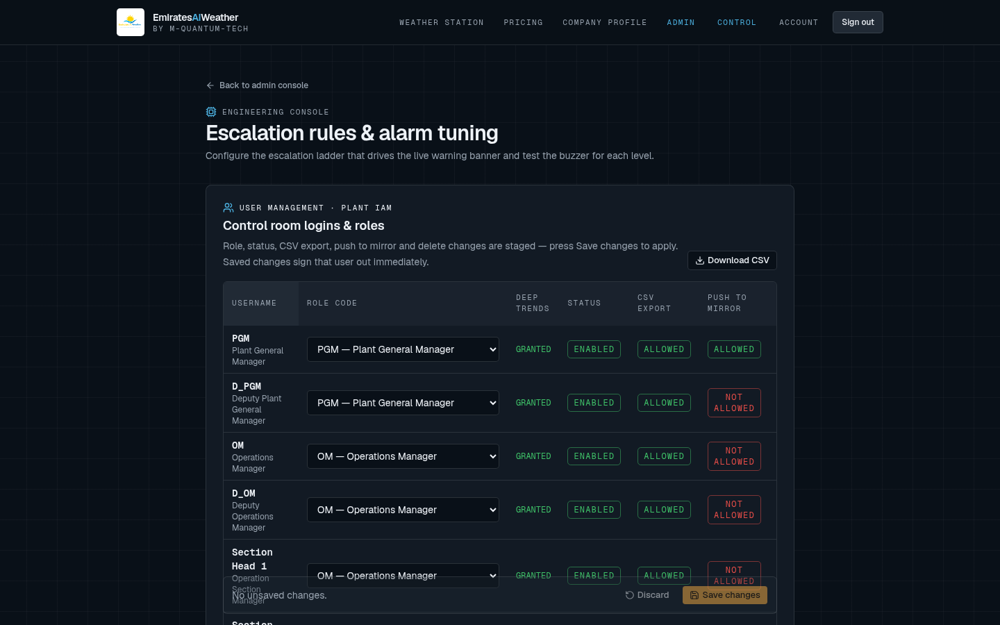 EmiratesAIWeather
BY M-QUANTUM-TECH
WEATHER STATION
PRICING
COMPANY PROFILE
ADMIN
CONTROL
ACCOUNT
Sign out
Back to admin console
ENGINEERING CONSOLE
Escalation rules & alarm tuning
Configure the escalation ladder that drives the live warning banner and test the buzzer for each level.
USER MANAGEMENT · PLANT IAM
Control room logins & roles
Role, status, CSV export, push to mirror and delete changes are staged — press Save changes to apply.
Saved changes sign that user out immediately.
Download CSV
USERNAME
ROLE CODE
DEEP
TRENDS
STATUS
CSV
EXPORT
PUSH TO
MIRROR
PGM
Plant General
Manager
PGM — Plant General Manager
GRANTED
ENABLED
ALLOWED
ALLOWED
D_PGM
Deputy Plant
General
Manager
PGM — Plant General Manager
GRANTED
ENABLED
ALLOWED
NOT
ALLOWED
OM
Operations
Manager
OM — Operations Manager
GRANTED
ENABLED
ALLOWED
NOT
ALLOWED
D_OM
Deputy
Operations
Manager
OM — Operations Manager
GRANTED
ENABLED
ALLOWED
NOT
ALLOWED
Section
Head 1
Operation
Section
Manager
OM — Operations Manager
GRANTED
ENABLED
ALLOWED
NOT
ALLOWED
No unsaved changes.
Discard
Save changes
Section